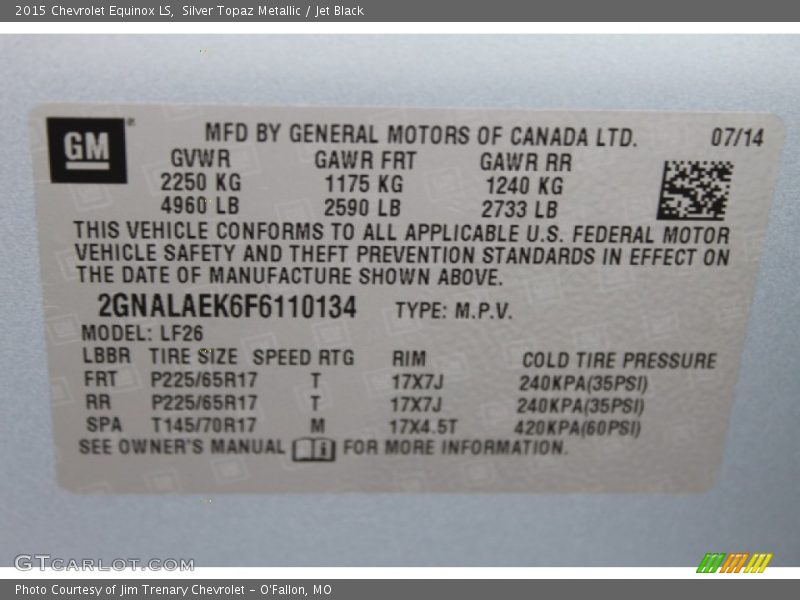 2015 Chevrolet Equinox LS, Silver Topaz Metallic / Jet Black
GM®
MFD BY GENERAL MOTORS OF CANADA LTD. 07/14
GVWR GAWR FRT GAWR RR
2250 KG 1175 KG 1240 KG
4960 LB 2590 LB 2733 LB
THIS VEHICLE CONFORMS TO ALL APPLICABLE U.S. FEDERAL MOTOR
VEHICLE SAFETY AND THEFT PREVENTION STANDARDS IN EFFECT ON
THE DATE OF MANUFACTURE SHOWN ABOVE.
2GNALAEK6F6110134 TYPE: M.P.V.
MODEL: LF26
LBBR TIRE SIZE SPEED RTG RIM COLD TIRE PRESSURE
FRT P225/65R17 T 17X7J 240KPA(35PSI)
RR P225/65R17 T 17X7J 240KPA(35PSI)
SPA T145/70R17 M 17X4.5T 420KPA(60PSI)
SEE OWNER'S MANUAL i FOR MORE INFORMATION.
GTCARLOT.COM
Photo Courtesy of Jim Trenary Chevrolet - O'Fallon, MO